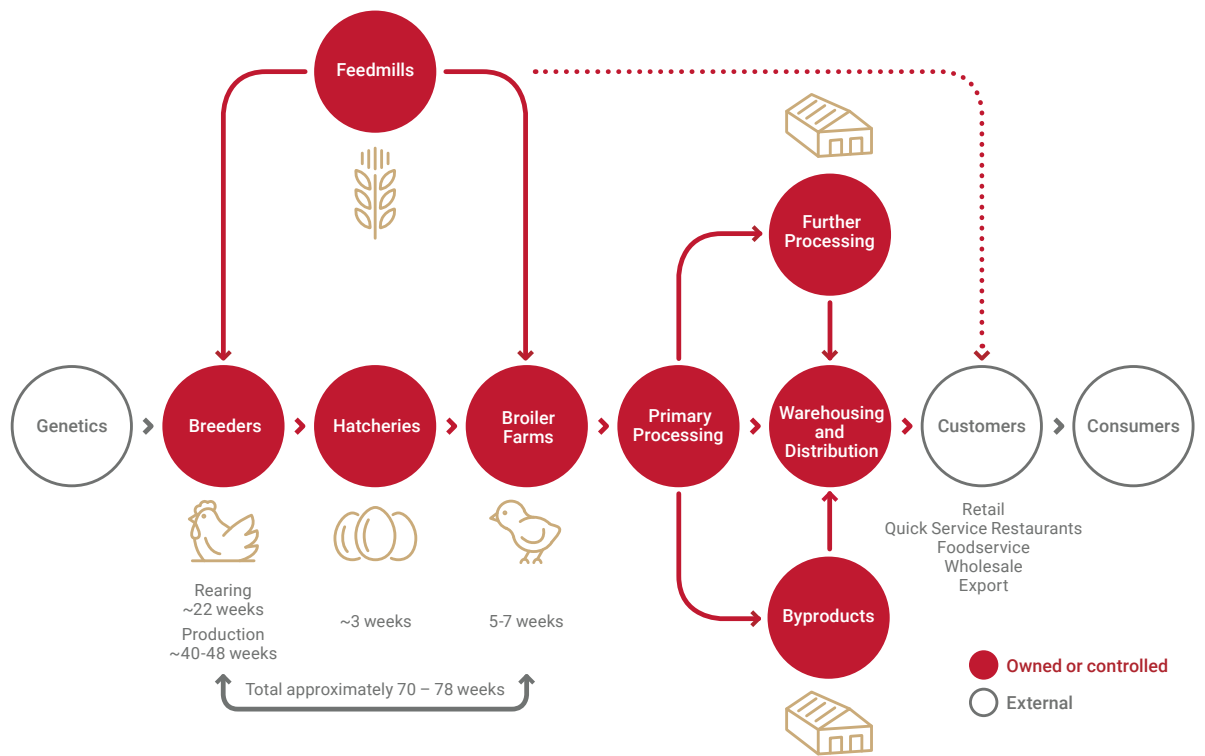 Feedmills
Further
Processing
Genetics
Breeders
Hatcheries
Broiler
Farms
Primary
Processing
Warehousing
and
Distribution
Customers
Consumers
Rearing
~22 weeks
Production
~40-48 weeks
~3 weeks
5-7 weeks
Total approximately 70 – 78 weeks
Retail
Quick Service Restaurants
Foodservice
Wholesale
Export
Byproducts
Owned or controlled
External